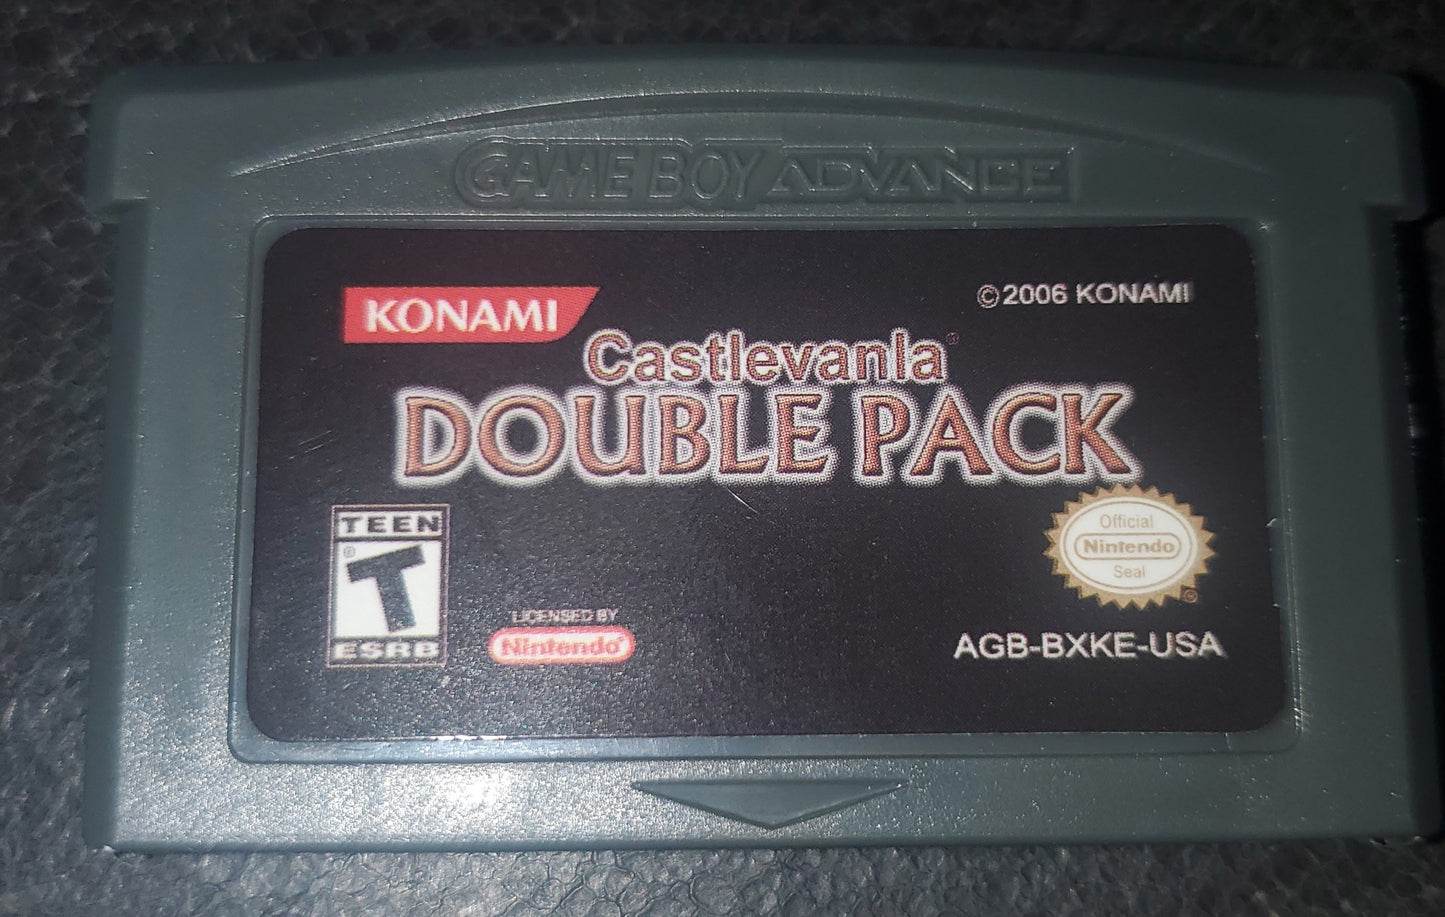 GAME BOY ADVANCE
KONAMI
©2006 KONAMI
Castlevanla®
DOUBLE PACK
TEEN
®
T
ESRB
LICENSED BY
Nintendo®
Official
Nintendo
Seal
®
AGB-BXKE-USA